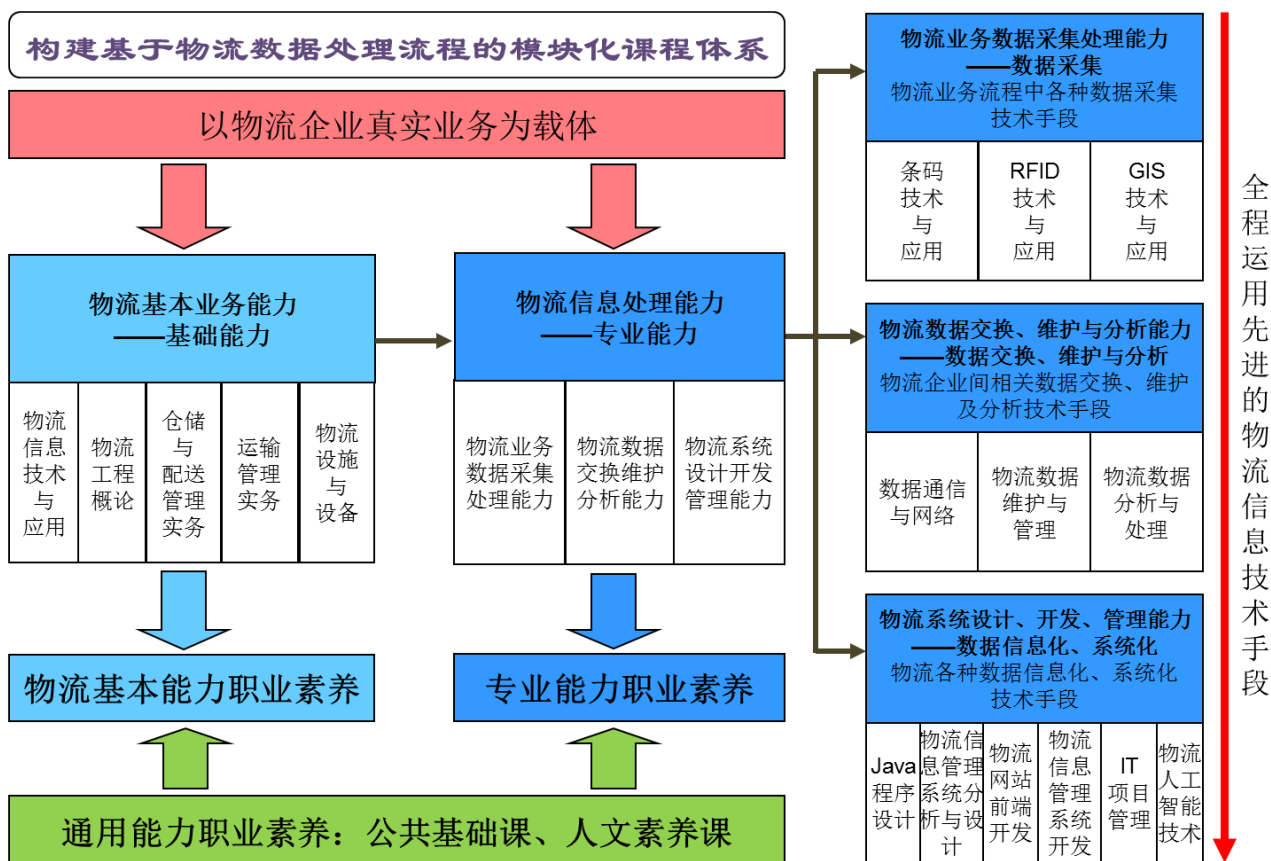 构建基于物流数据处理流程的模块化课程体系
以物流企业真实业务为载体
物流基本业务能力
——基础能力
物流
信息
技术
与
应用
物流
工程
概论
仓储
与
配送
管理
实务
运输
管理
实务
物流
设施
与
设备
物流信息处理能力
——专业能力
物流业务
数据采集
处理能力
物流数据
交换维护
分析能力
物流系统
设计开发
管理能力
物流基本能力职业素养
专业能力职业素养
通用能力职业素养：公共基础课、人文素养课
物流业务数据采集处理能力
——数据采集
物流业务流程中各种数据采集
技术手段
条码
技术
与
应用
RFID
技术
与
应用
GIS
技术
与
应用
物流数据交换、维护与分析能力
——数据交换、维护与分析
物流企业间相关数据交换、维护
及分析技术手段
数据通信
与网络
物流数据
维护与
管理
物流数据
分析与
处理
物流系统设计、开发、管理能力
——数据信息化、系统化
物流各种数据信息化、系统化
技术手段
Java
程序
设计
物流信
息管理
系统分
析与设
计
物流
网站
前端
开发
物流
信息
管理
系统
开发
IT
项目
管理
物流
人工
智能
技术
全程运用先进的物流信息技术手段